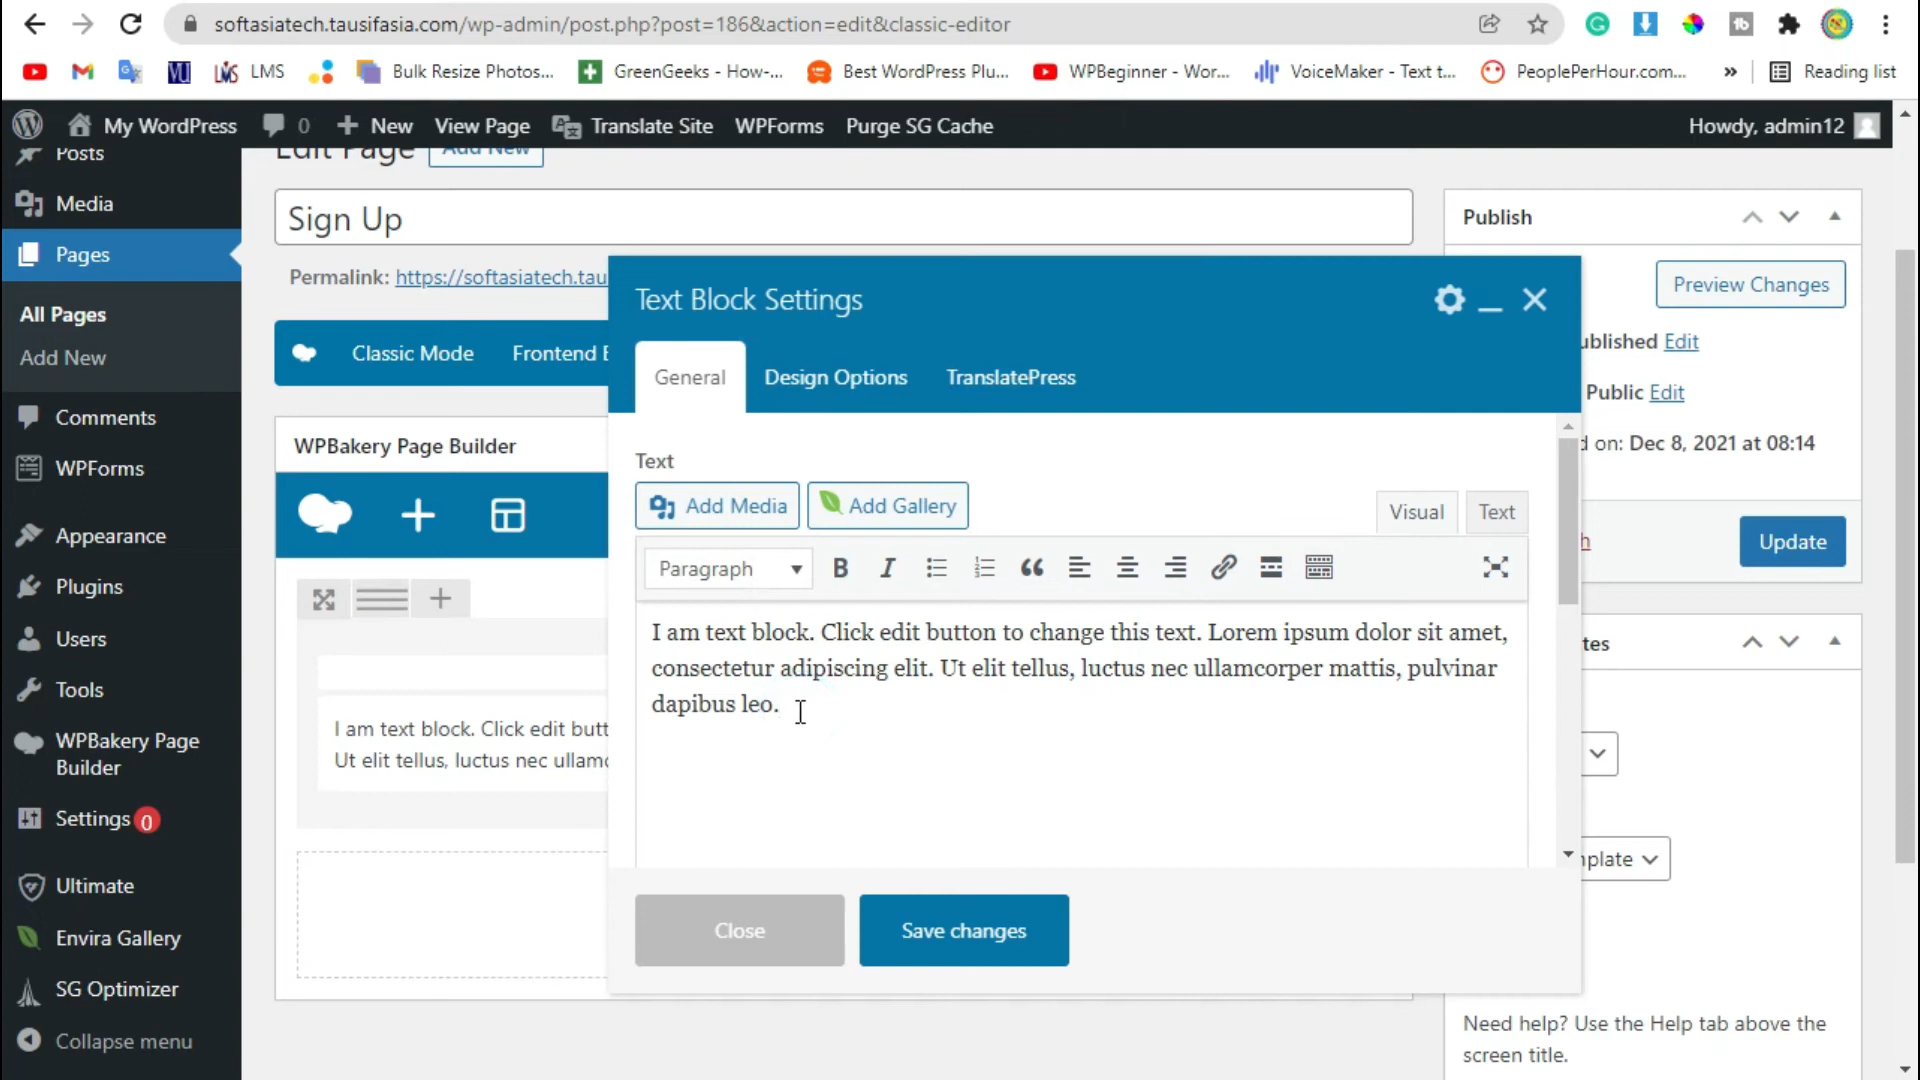 softasiatech.tausifasia.com/wp-admin/post.php?post=186&action=edit&classic-editor
LMS
Bulk Resize Photos...
GreenGeeks - How-...
Best WordPress Plu...
WPBeginner - Wor...
VoiceMaker - Text t...
PeoplePerHour.com...
»
Reading list
My WordPress
0
New
View Page
Translate Site
WPForms
Purge SG Cache
Howdy, admin12
Posts
Media
Pages
All Pages
Add New
Comments
WPForms
Appearance
Plugins
Users
Tools
WPBakery Page
Builder
Settings 0
Ultimate
Envira Gallery
SG Optimizer
Collapse menu
Edit Page
Add New
Sign Up
Permalink: https://softasiatech.tau
Classic Mode
Frontend E
WPBakery Page Builder
I am text block. Click edit butt
Ut elit tellus, luctus nec ullamc
Text Block Settings
General
Design Options
TranslatePress
Text
Add Media
Add Gallery
Visual
Text
Paragraph
B
I
I am text block. Click edit button to change this text. Lorem ipsum dolor sit amet,
consectetur adipiscing elit. Ut elit tellus, luctus nec ullamcorper mattis, pulvinar
dapibus leo.
Close
Save changes
Publish
Preview Changes
ublished Edit
Public Edit
d on: Dec 8, 2021 at 08:14
h
Update
tes
mplate
Need help? Use the Help tab above the
screen title.